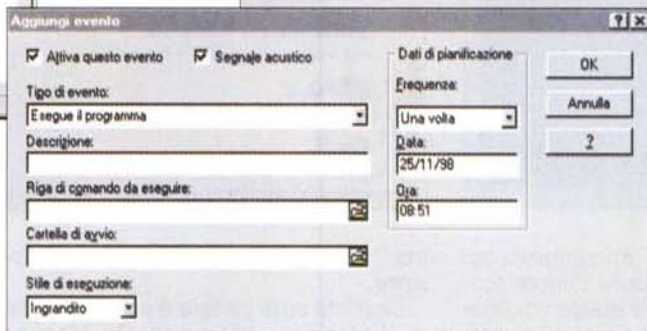 Aggiungi evento
Attiva questo evento
Segnale acustico
Tipo di evento:
Esegue il programma
Descrizione:
Riga di comando da eseguire:
Cartella di avvio:
Stile di esecuzione:
Ingrandito
Dati di pianificazione
Frequenza:
Una volta
Data:
25/11/98
Ora:
08:51
OK
Annulla
?